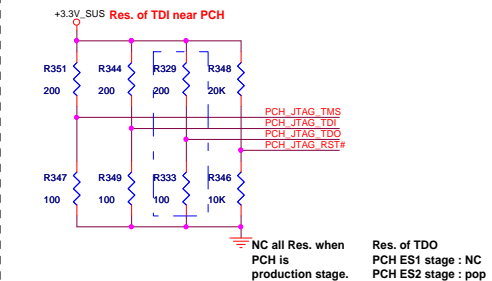 +3.3V_SUS Res. of TDI near PCH
R351 R344 R329 R348
200 200 200 20K
PCH_JTAG_TMS
PCH_JTAG_TDI
PCH_JTAG_TDO
PCH_JTAG_RST#
R347 R349 R333 R346
100 100 100 10K
NC all Res. when Res. of TDO
PCH is PCH ES1 stage : NC
production stage. PCH ES2 stage : pop